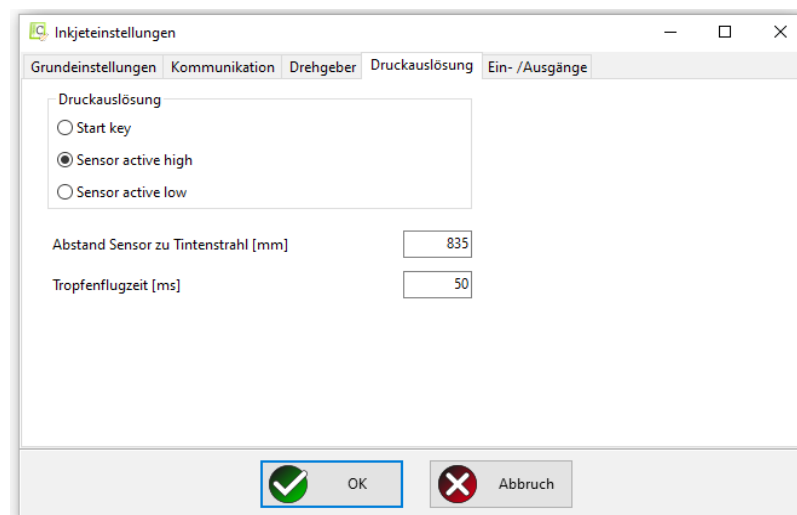 Inkjeteinstellungen
Grundeinstellungen Kommunikation Drehgeber Druckauslösung Ein- /Ausgänge
Druckauslösung
Start key
Sensor active high
Sensor active low
Abstand Sensor zu Tintenstrahl [mm] 835
Tropfenflugzeit [ms] 50
OK Abbruch